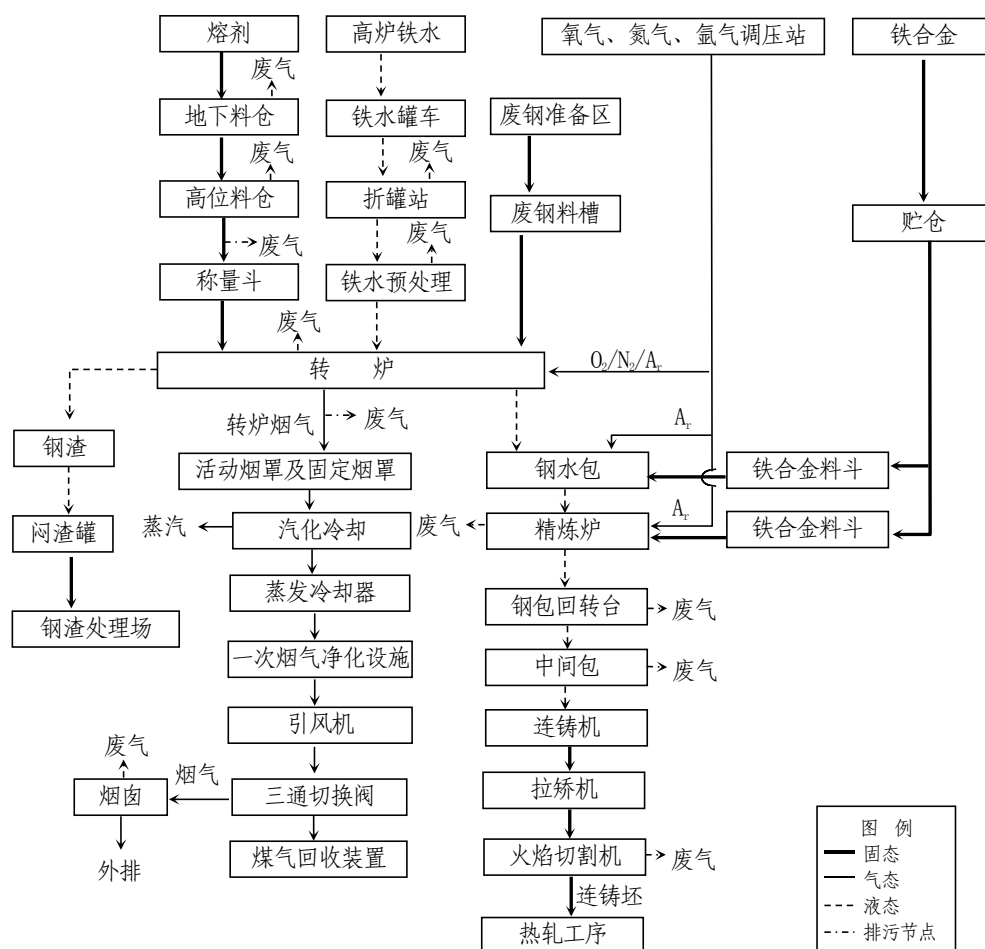 熔剂
高炉铁水
氧气、氮气、氩气调压站
铁合金
废气
地下料仓
铁水罐车
废钢准备区
废气
废气
高位料仓
折罐站
废钢料槽
贮仓
废气
废气
称量斗
铁水预处理
废气
转 炉
O₂/N₂/Aᵣ
转炉烟气
废气
Aᵣ
钢渣
活动烟罩及固定烟罩
钢水包
铁合金料斗
闷渣罐
蒸汽
汽化冷却
废气
精炼炉
Aᵣ
铁合金料斗
蒸发冷却器
钢包回转台
废气
钢渣处理场
一次烟气净化设施
中间包
废气
引风机
连铸机
废气
烟气
烟囱
三通切换阀
拉矫机
外排
煤气回收装置
火焰切割机
废气
连铸坯
热轧工序
图 例
固态
气态
液态
排污节点